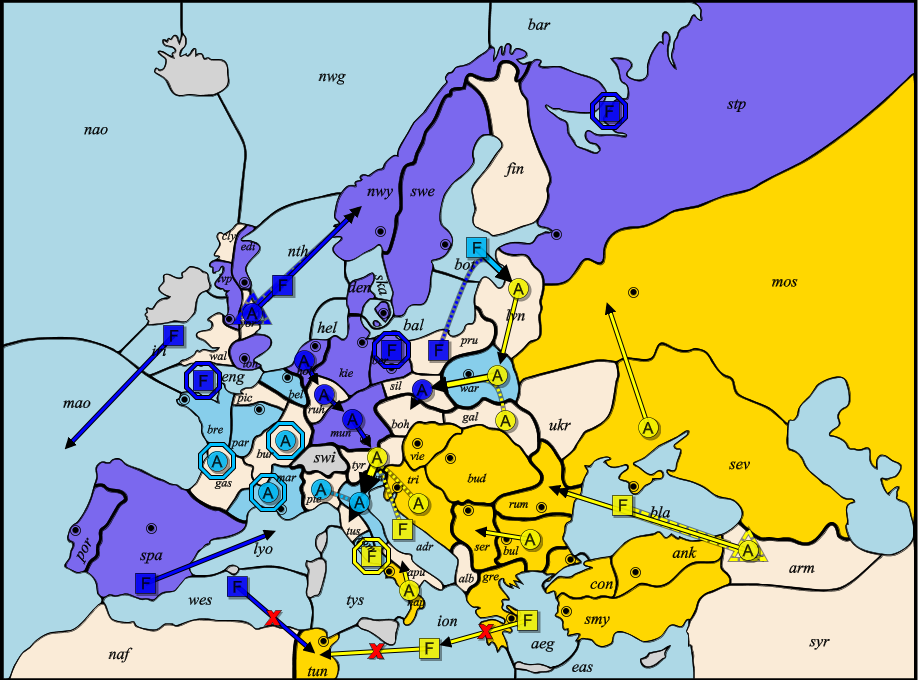 bar
nwg
stp
nao
fin
nwy
swe
cly
edi
nth
bot
mos
lvp
den
ska
lvn
yor
hel
bal
iri
wal
pru
lon
kie
eng
war
mao
bel
sil
pic
ruh
gal
ukr
bre
mun
boh
par
bur
vie
swi
tyr
sev
gas
mar
tri
bud
pie
rum
bla
por
spa
lyo
tus
adr
ser
bul
ank
arm
apu
alb
gre
con
wes
tys
nap
smy
ion
aeg
syr
naf
tun
eas
F
F
A
F
A
F
A
F
F
F
A
A
A
A
A
F
A
A
A
A
A
A
A
A
A
A
F
F
A
F
A
A
F
F
F
F